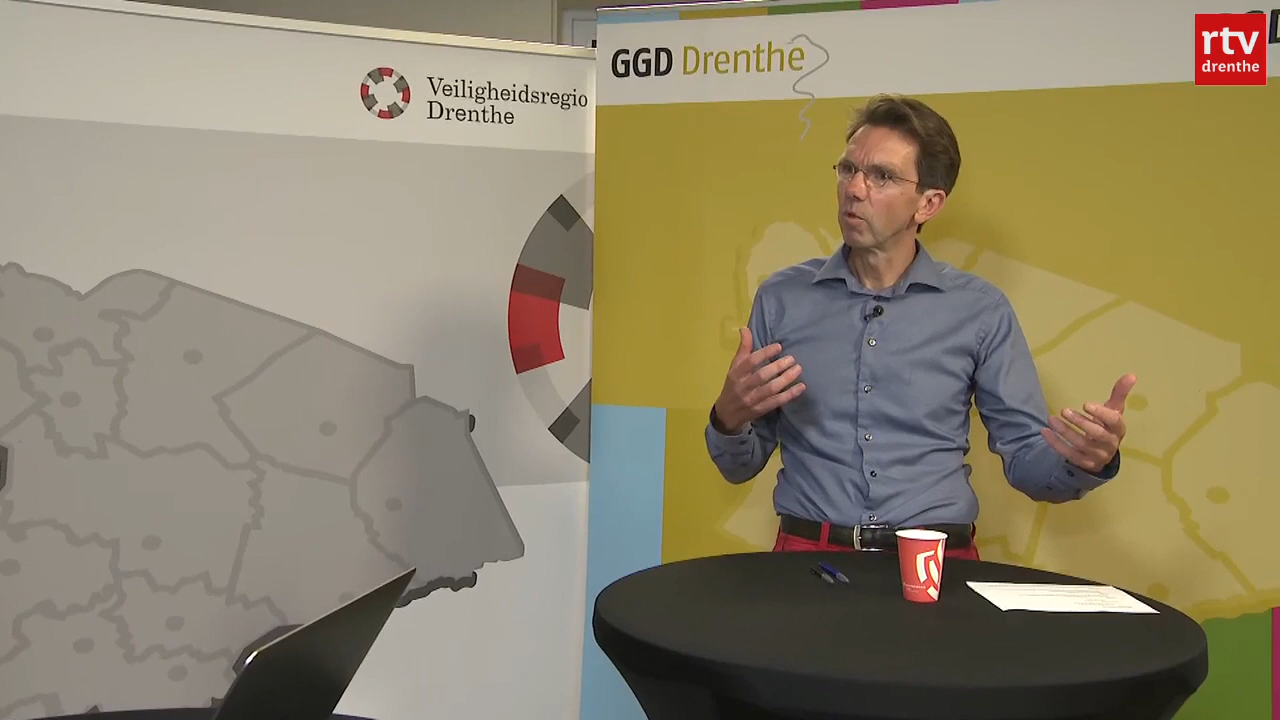 Veiligheidsregio
Drenthe
GGD Drenthe
rtv
drenthe